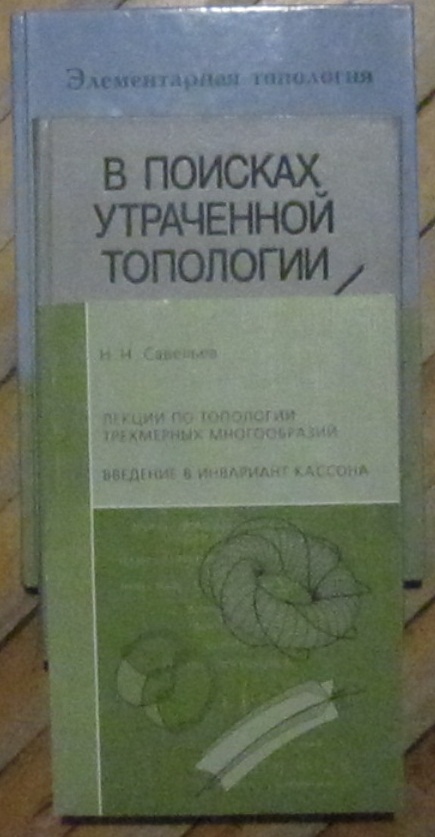 Элементарная топология
В ПОИСКАХ
УТРАЧЕННОЙ
ТОПОЛОГИИ
Н. Н. Савельев
ЛЕКЦИИ ПО ТОПОЛОГИИ
ТРЕХМЕРНЫХ МНОГООБРАЗИЙ
ВВЕДЕНИЕ В ИНВАРИАНТ КАССОНА